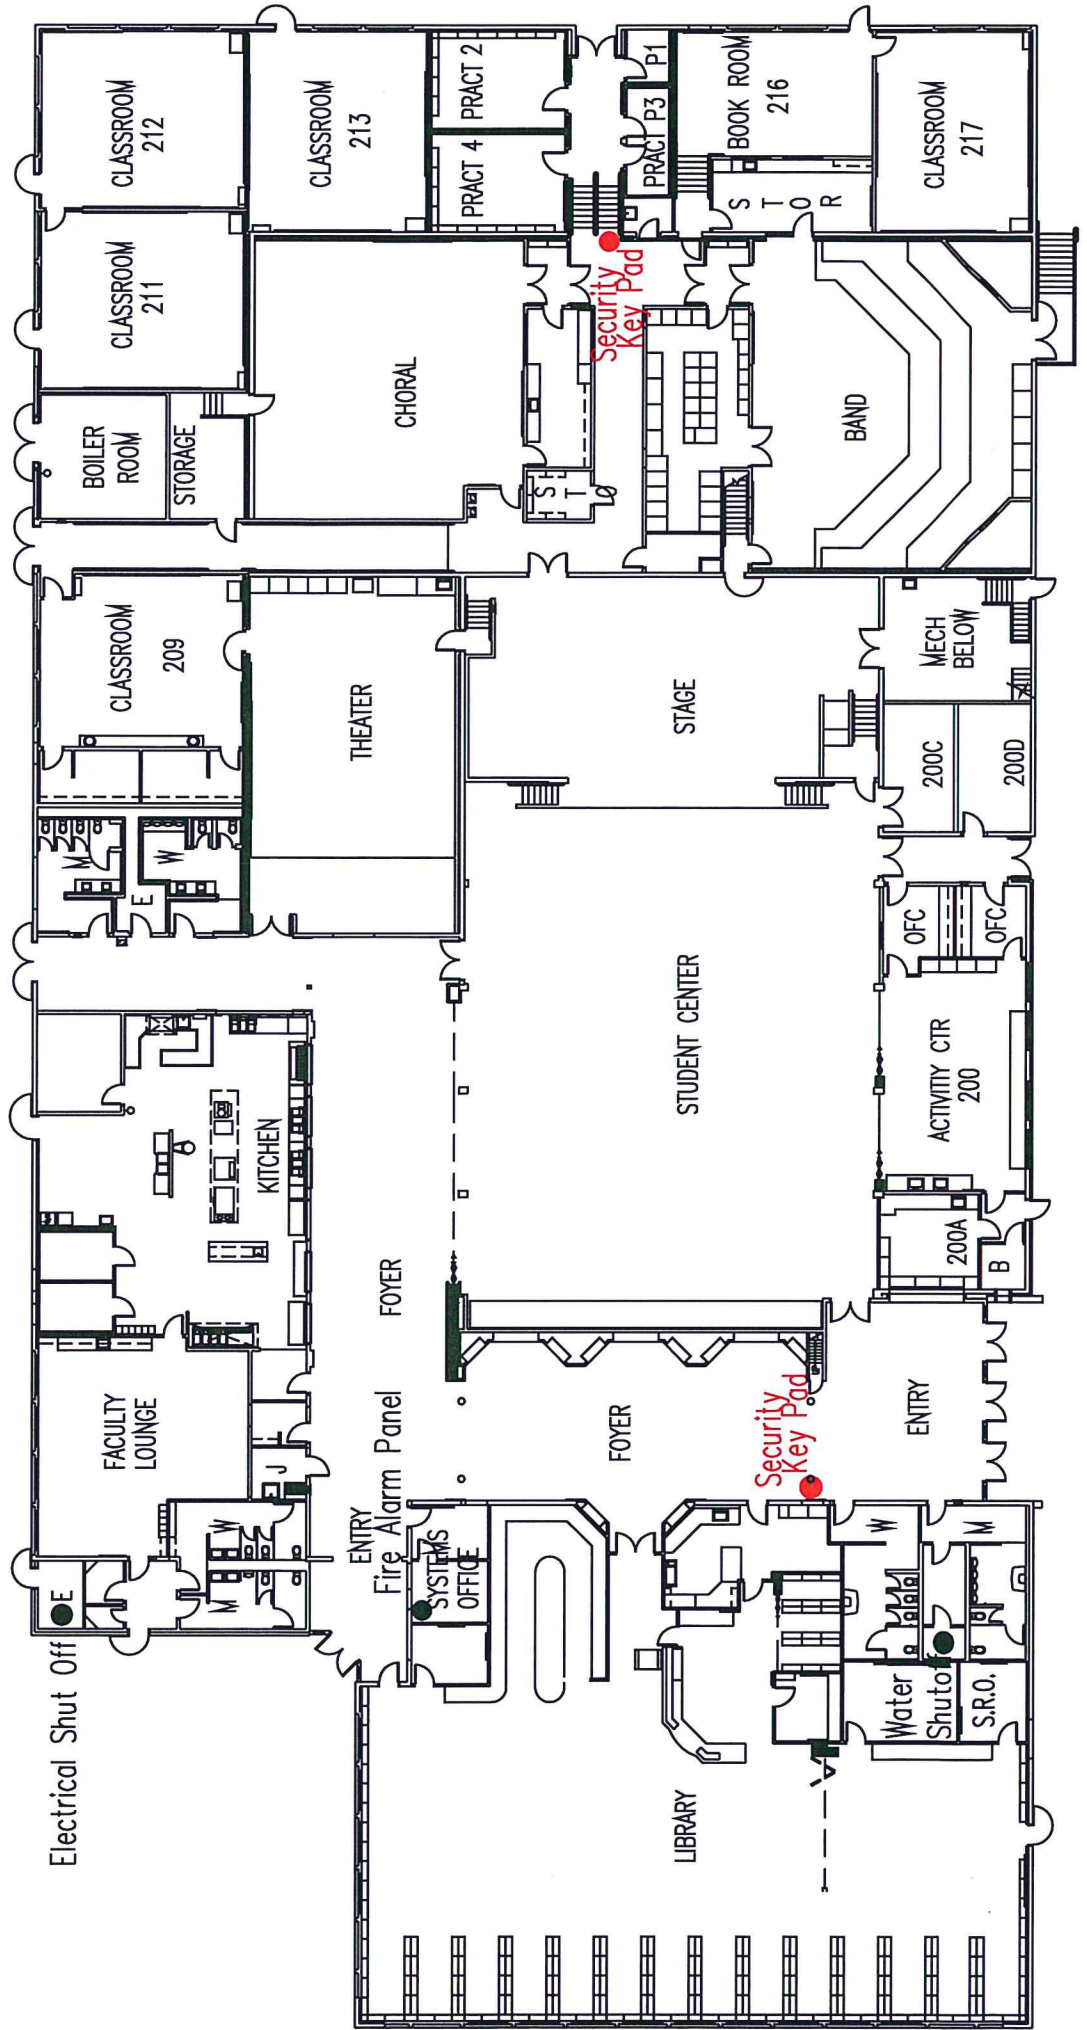 CLASSROOM
212
CLASSROOM
213
PRACT 2
PRACT 4
P1
PRACT P3
BOOK ROOM
216
CLASSROOM
217
S
T
O
R
CLASSROOM
211
BOILER
ROOM
STORAGE
CHORAL
Security
Key Pad
S
T
BAND
CLASSROOM
209
THEATER
STAGE
MECH
BELOW
200C
200D
M
W
E
OFC
OFC
STUDENT CENTER
ACTIVITIY CTR
200
KITCHEN
200A
B
FOYER
FACULTY
LOUNGE
J
FOYER
Security
Key Pad
ENTRY
W
M
E
ENTRY
Fire Alarm Panel
SYSTEMS
OFFICE
W
M
Water
Shutoff
S.R.O.
Electrical Shut Off
LIBRARY